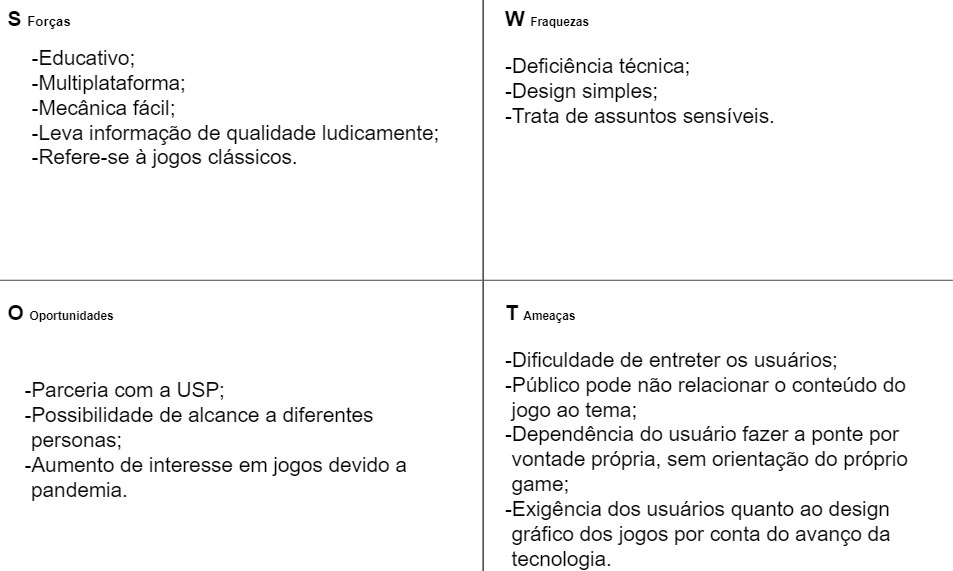 S Forças
-Educativo;
-Multiplataforma;
-Mecânica fácil;
-Leva informação de qualidade ludicamente;
-Refere-se à jogos clássicos.
W Fraquezas
-Deficiência técnica;
-Design simples;
-Trata de assuntos sensíveis.
O Oportunidades
-Parceria com a USP;
-Possibilidade de alcance a diferentes
personas;
-Aumento de interesse em jogos devido a
pandemia.
T Ameaças
-Dificuldade de entreter os usuários;
-Público pode não relacionar o conteúdo do
jogo ao tema;
-Dependência do usuário fazer a ponte por
vontade própria, sem orientação do próprio
game;
-Exigência dos usuários quanto ao design
gráfico dos jogos por conta do avanço da
tecnologia.